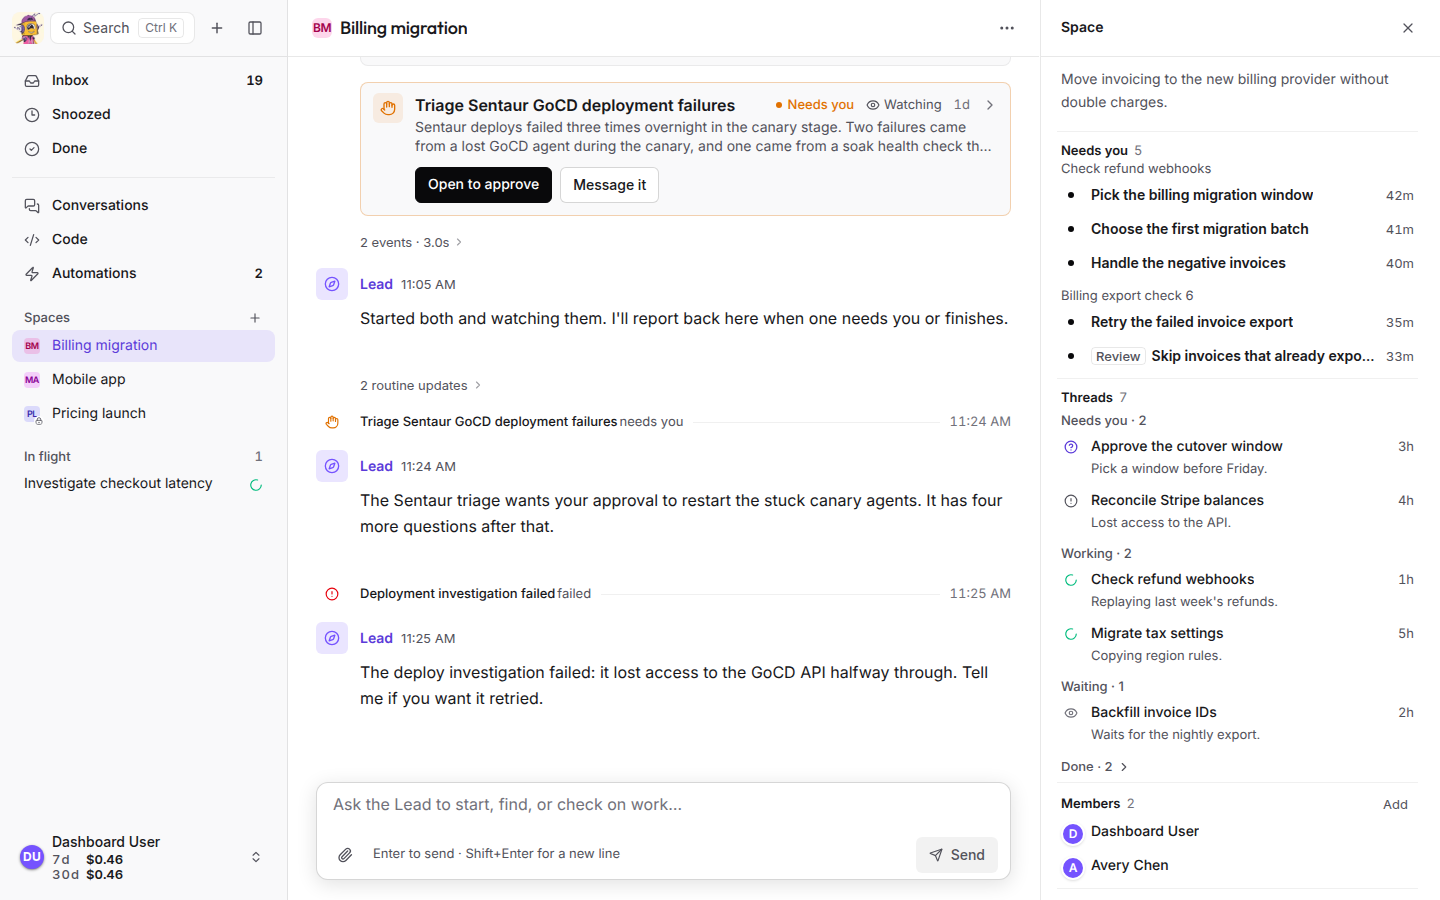 Search Ctrl K
Inbox 19
Snoozed
Done
Conversations
Code
Automations 2
Spaces
BM Billing migration
MA Mobile app
PL Pricing launch
In flight 1
Investigate checkout latency
DU Dashboard User
7d $0.46
30d $0.46
BM Billing migration
Triage Sentaur GoCD deployment failures Needs you Watching 1d
Sentaur deploys failed three times overnight in the canary stage. Two failures came
from a lost GoCD agent during the canary, and one came from a soak health check th...
Open to approve Message it
2 events · 3.0s
Lead 11:05 AM
Started both and watching them. I'll report back here when one needs you or finishes.
2 routine updates
Triage Sentaur GoCD deployment failures needs you 11:24 AM
Lead 11:24 AM
The Sentaur triage wants your approval to restart the stuck canary agents. It has four
more questions after that.
Deployment investigation failed failed 11:25 AM
Lead 11:25 AM
The deploy investigation failed: it lost access to the GoCD API halfway through. Tell
me if you want it retried.
Ask the Lead to start, find, or check on work...
Enter to send · Shift+Enter for a new line Send
Space
Move invoicing to the new billing provider without
double charges.
Needs you 5
Check refund webhooks
Pick the billing migration window 42m
Choose the first migration batch 41m
Handle the negative invoices 40m
Billing export check 6
Retry the failed invoice export 35m
Review Skip invoices that already expo... 33m
Threads 7
Needs you · 2
Approve the cutover window 3h
Pick a window before Friday.
Reconcile Stripe balances 4h
Lost access to the API.
Working · 2
Check refund webhooks 1h
Replaying last week's refunds.
Migrate tax settings 5h
Copying region rules.
Waiting · 1
Backfill invoice IDs 2h
Waits for the nightly export.
Done · 2
Members 2 Add
D Dashboard User
A Avery Chen